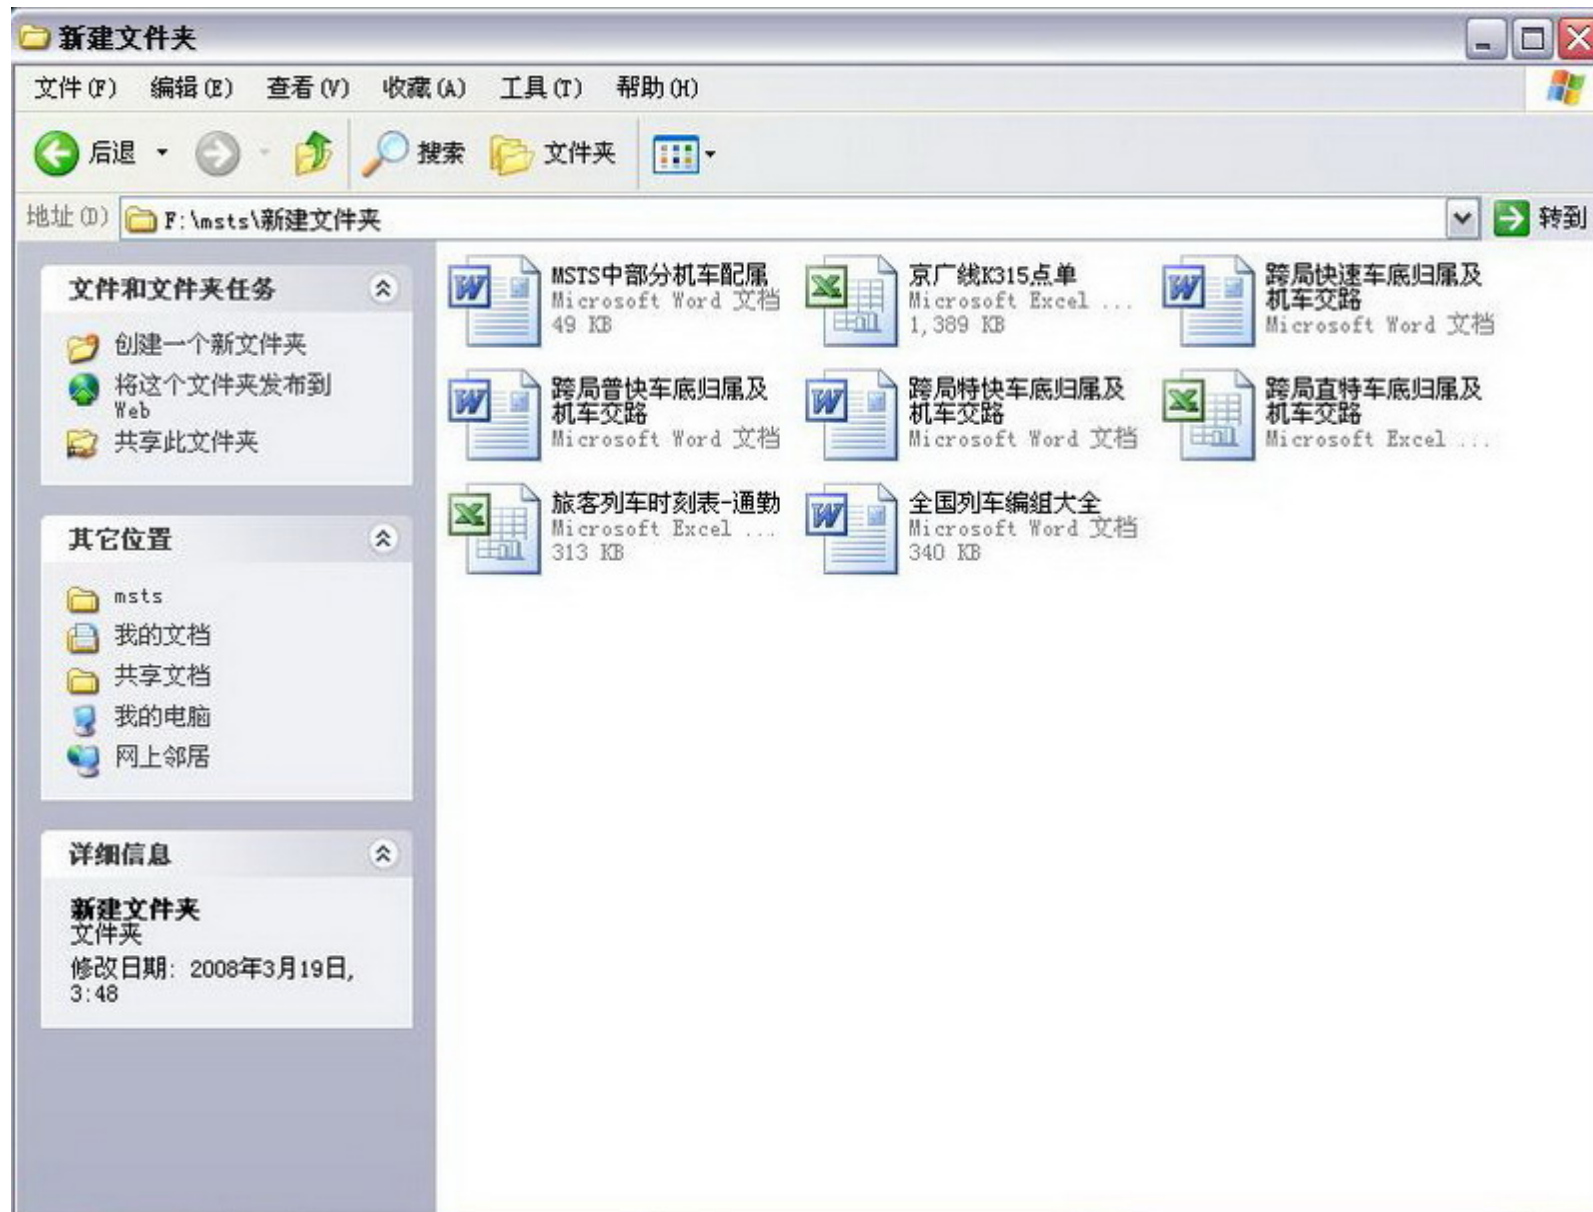 新建文件夹
文件(F) 编辑(E) 查看(V) 收藏(A) 工具(T) 帮助(H)
后退 搜索 文件夹
地址(D) F:\msts\新建文件夹 转到
文件和文件夹任务
创建一个新文件夹
将这个文件夹发布到
Web
共享此文件夹
其它位置
msts
我的文档
共享文档
我的电脑
网上邻居
详细信息
新建文件夹
文件夹
修改日期: 2008年3月19日,
3:48
MSTS中部分机车配属
Microsoft Word 文档
49 KB
京广线K315点单
Microsoft Excel ...
1,389 KB
跨局快速车底归属及
机车交路
Microsoft Word 文档
跨局普快车底归属及
机车交路
Microsoft Word 文档
跨局特快车底归属及
机车交路
Microsoft Word 文档
跨局直特车底归属及
机车交路
Microsoft Excel ...
旅客列车时刻表-通勤
Microsoft Excel ...
313 KB
全国列车编组大全
Microsoft Word 文档
340 KB